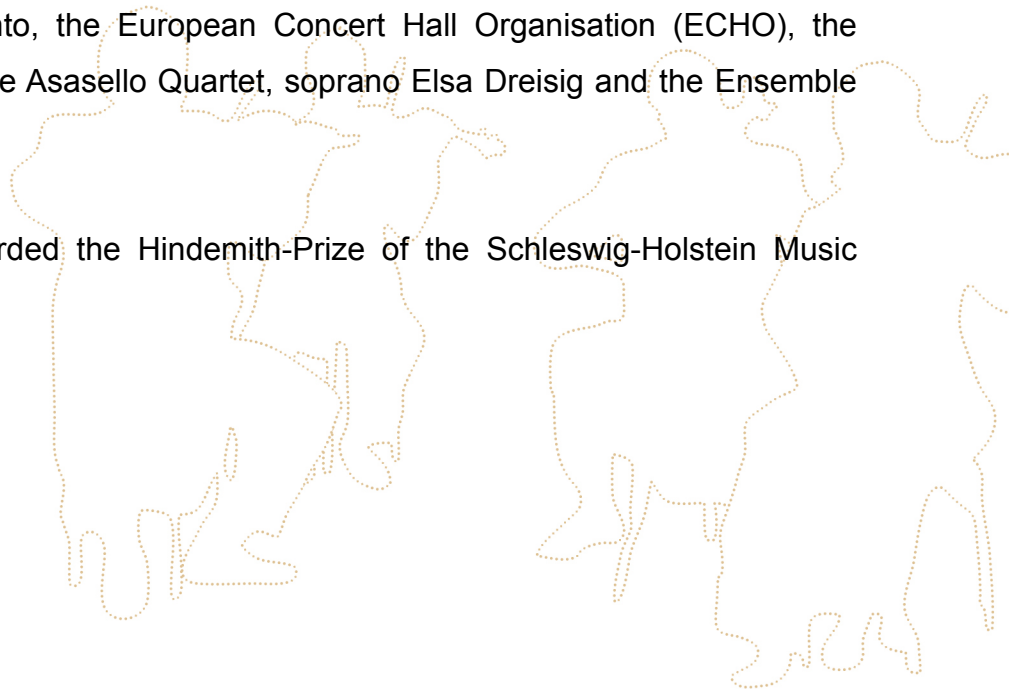 nto, the European Concert Hall Organisation (ECHO), the
e Asasello Quartet, soprano Elsa Dreisig and the Ensemble
rded the Hindemith-Prize of the Schleswig-Holstein Music